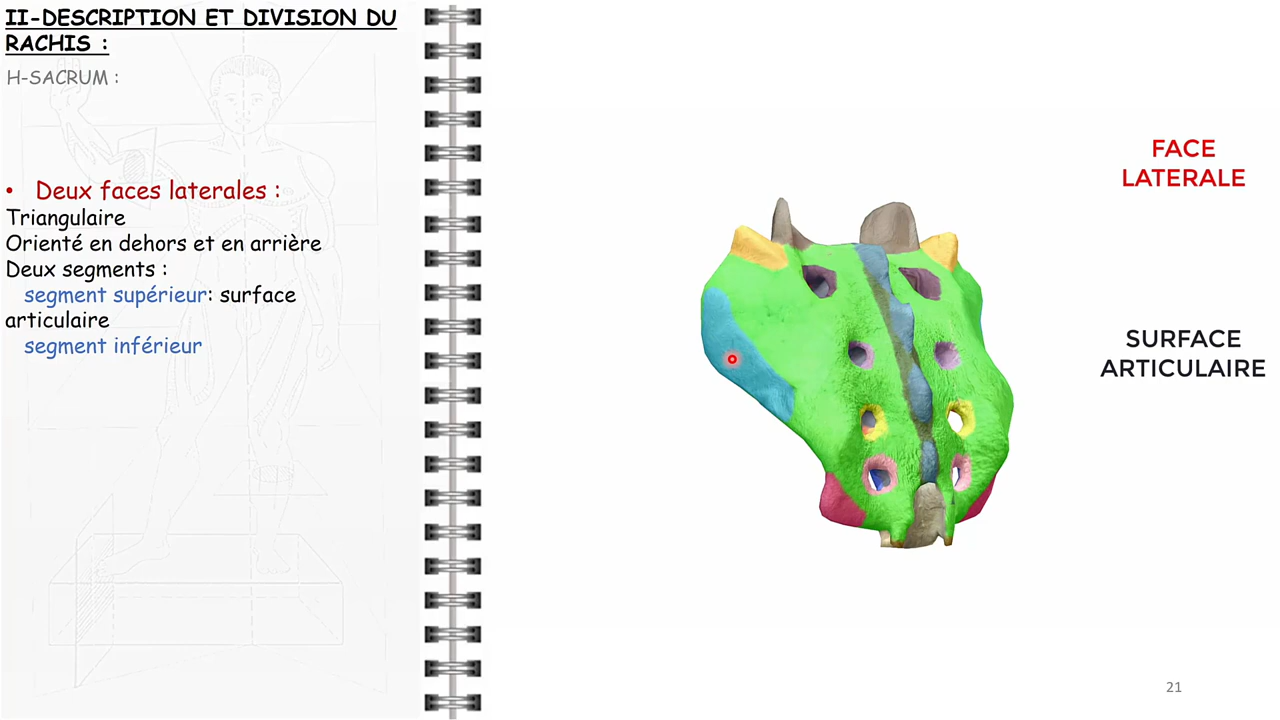 II-DESCRIPTION ET DIVISION DU
RACHIS :
H-SACRUM :
• Deux faces laterales :
Triangulaire
Orienté en dehors et en arrière
Deux segments :
segment supérieur: surface
articulaire
segment inférieur
FACE
LATERALE
SURFACE
ARTICULAIRE
21